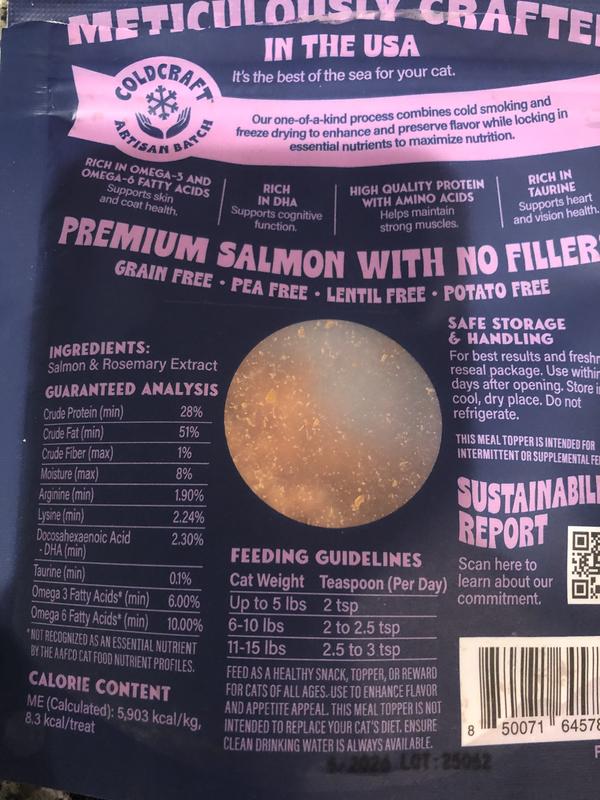 METICULOUSLY CRAFTE
IN THE USA
It's the best of the sea for your cat.
COLDCRAFT
ARTISAN BATCH
Our one-of-a-kind process combines cold smoking and
freeze drying to enhance and preserve flavor while locking in
essential nutrients to maximize nutrition.
RICH IN OMEGA-3 AND
OMEGA-6 FATTY ACIDS
Supports skin
and coat health.
RICH
IN DHA
Supports cognitive
function.
HIGH QUALITY PROTEIN
WITH AMINO ACIDS
Helps maintain
strong muscles.
RICH IN
TAURINE
Supports heart
and vision health.
PREMIUM SALMON WITH NO FILLER
GRAIN FREE • PEA FREE • LENTIL FREE • POTATO FREE
INGREDIENTS:
Salmon & Rosemary Extract
GUARANTEED ANALYSIS
Crude Protein (min) 28%
Crude Fat (min) 51%
Crude Fiber (max) 1%
Moisture (max) 8%
Arginine (min) 1.90%
Lysine (min) 2.24%
Docosahexaenoic Acid 2.30%
- DHA (min)
Taurine (min) 0.1%
Omega 3 Fatty Acids* (min) 6.00%
Omega 6 Fatty Acids* (min) 10.00%
*NOT RECOGNIZED AS AN ESSENTIAL NUTRIENT
BY THE AAFCO CAT FOOD NUTRIENT PROFILES.
CALORIE CONTENT
ME (Calculated): 5,903 kcal/kg,
8.3 kcal/treat
FEEDING GUIDELINES
Cat Weight Teaspoon (Per Day)
Up to 5 lbs 2 tsp
6-10 lbs 2 to 2.5 tsp
11-15 lbs 2.5 to 3 tsp
FEED AS A HEALTHY SNACK, TOPPER, OR REWARD
FOR CATS OF ALL AGES. USE TO ENHANCE FLAVOR
AND APPETITE APPEAL. THIS MEAL TOPPER IS NOT
INTENDED TO REPLACE YOUR CAT'S DIET. ENSURE
CLEAN DRINKING WATER IS ALWAYS AVAILABLE.
LOT:25062
SAFE STORAGE
& HANDLING
For best results and freshn
reseal package. Use within
days after opening. Store i
cool, dry place. Do not
refrigerate.
THIS MEAL TOPPER IS INTENDED FOR
INTERMITTENT OR SUPPLEMENTAL FEE
SUSTAINABIL
REPORT
Scan here to
learn about our
commitment.
8 50071 64578